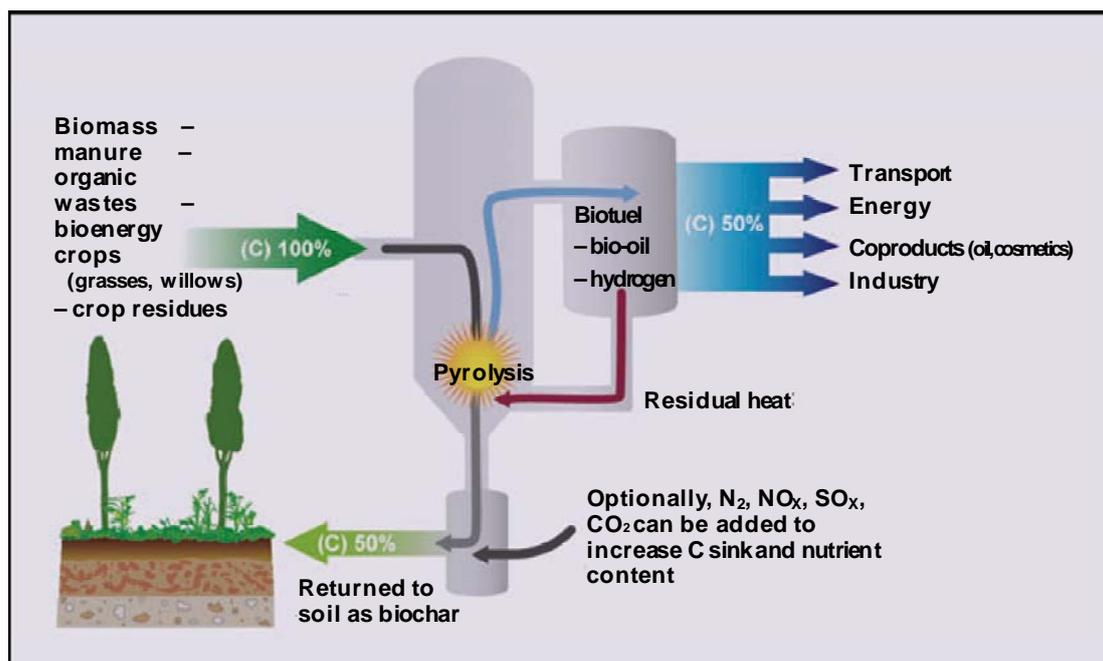 Biomass –
manure –
organic
wastes –
bioenergy
crops
(grasses, willows)
– crop residues
(C) 100%
Biotuel
– bio-oil
– hydrogen
(C) 50%
Transport
Energy
Coproducts (oil,cosmetics)
Industry
Pyrolysis
Residual heat
Optionally, N₂, NOX, SOX,
CO₂ can be added to
increase C sink and nutrient
content
(C) 50%
Returned to
soil as biochar